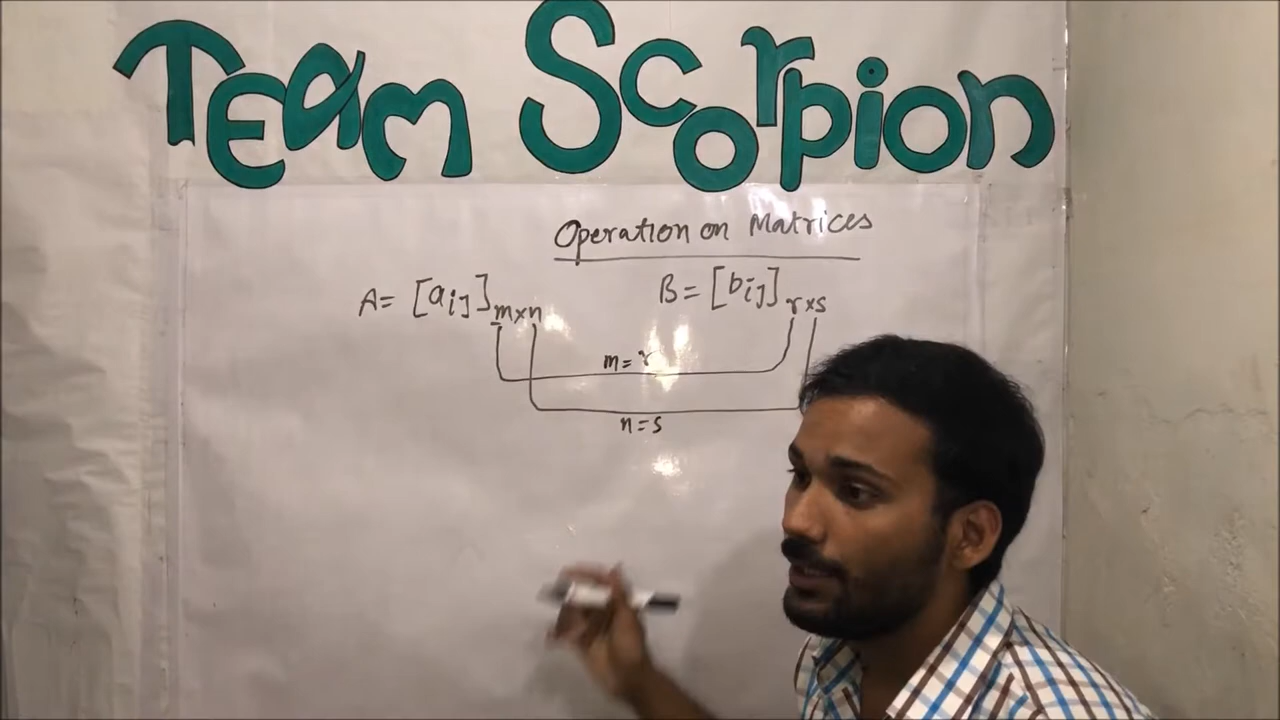 TEam Scorpion
Operation on Matrices
A = [aij]m×n B = [bij]r×s
m = r
n = s